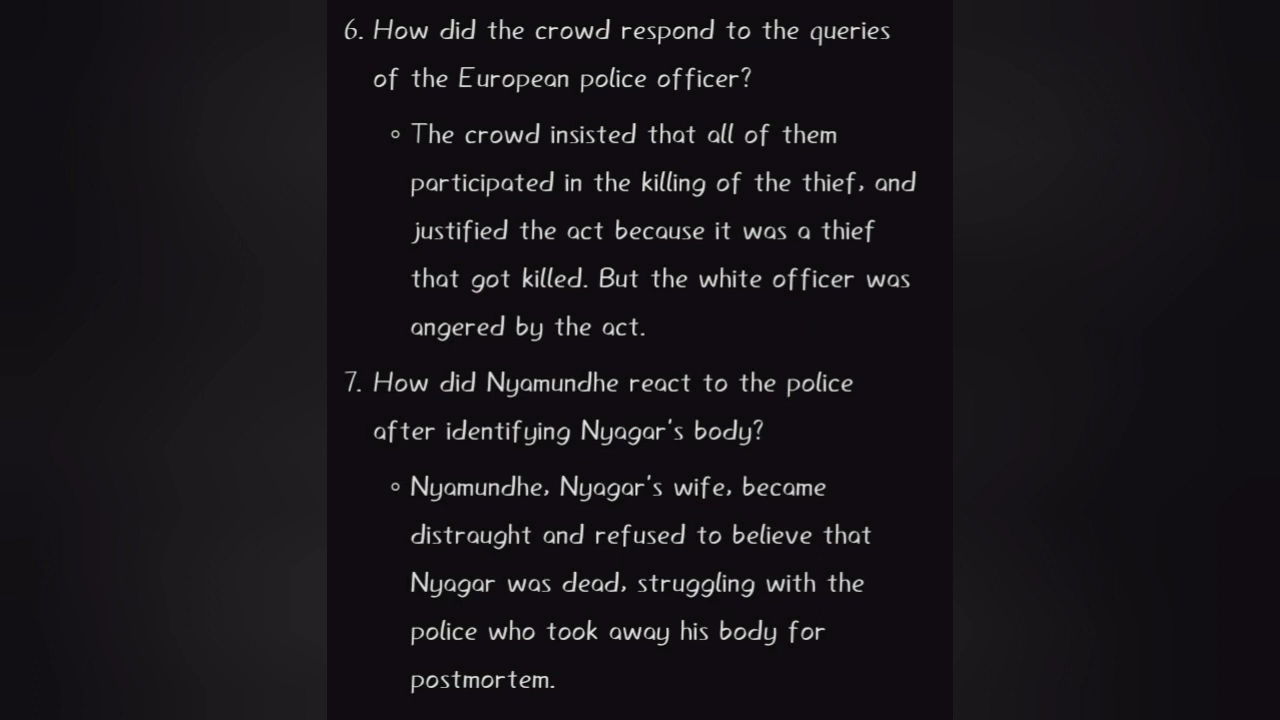 6. How did the crowd respond to the queries
of the European police officer?
◦ The crowd insisted that all of them
participated in the killing of the thief, and
justified the act because it was a thief
that got killed. But the white officer was
angered by the act.
7. How did Nyamundhe react to the police
after identifying Nyagar's body?
◦ Nyamundhe, Nyagar's wife, became
distraught and refused to believe that
Nyagar was dead, struggling with the
police who took away his body for
postmortem.